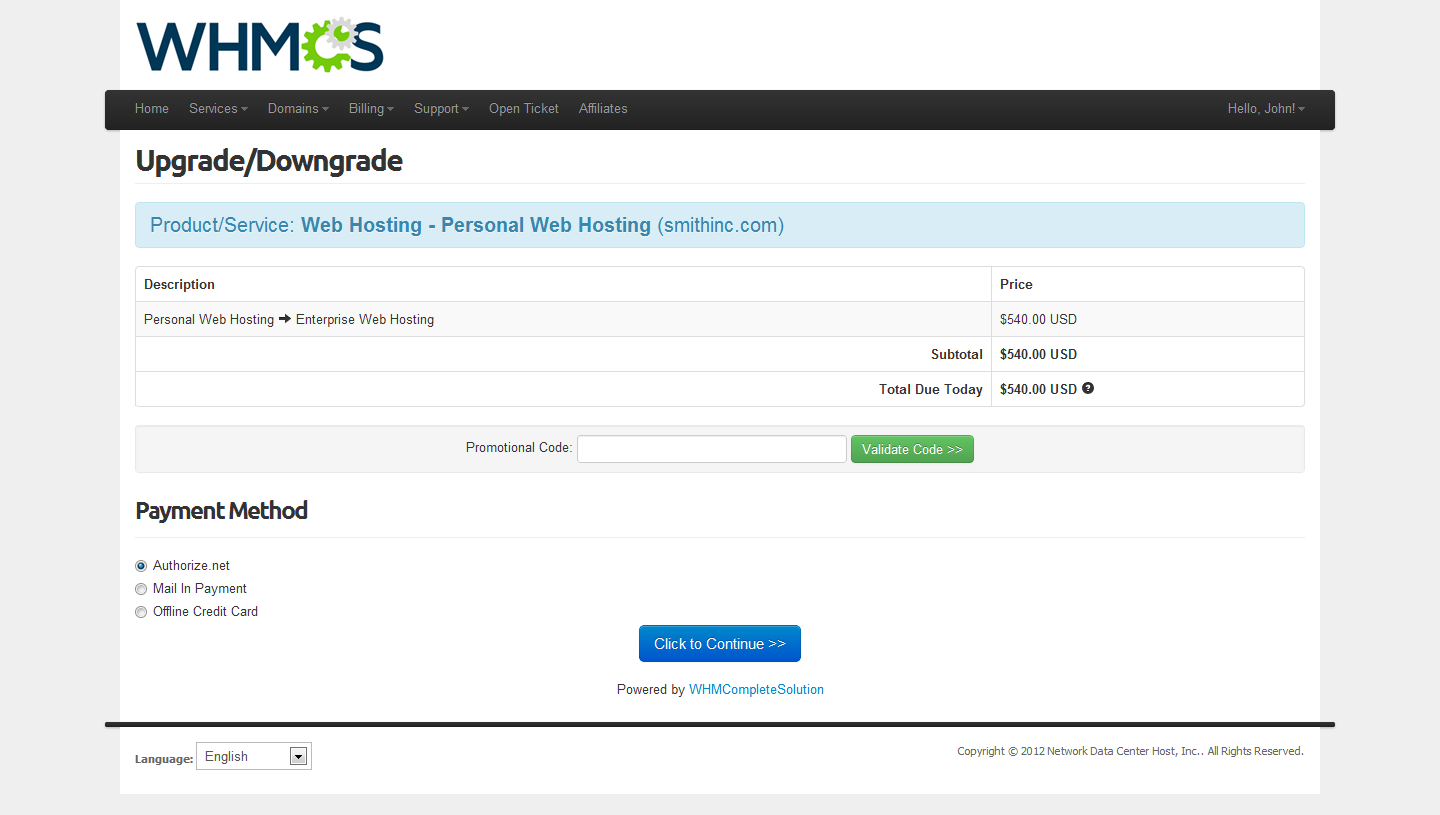 WHMCS
Home Services Domains Billing Support Open Ticket Affiliates Hello, John!
Upgrade/Downgrade
Product/Service: Web Hosting - Personal Web Hosting (smithinc.com)
Description Price
Personal Web Hosting Enterprise Web Hosting $540.00 USD
Subtotal $540.00 USD
Total Due Today $540.00 USD ?
Promotional Code: Validate Code >>
Payment Method
Authorize.net
Mail In Payment
Offline Credit Card
Click to Continue >>
Powered by WHMCompleteSolution
Language: English Copyright © 2012 Network Data Center Host, Inc.. All Rights Reserved.